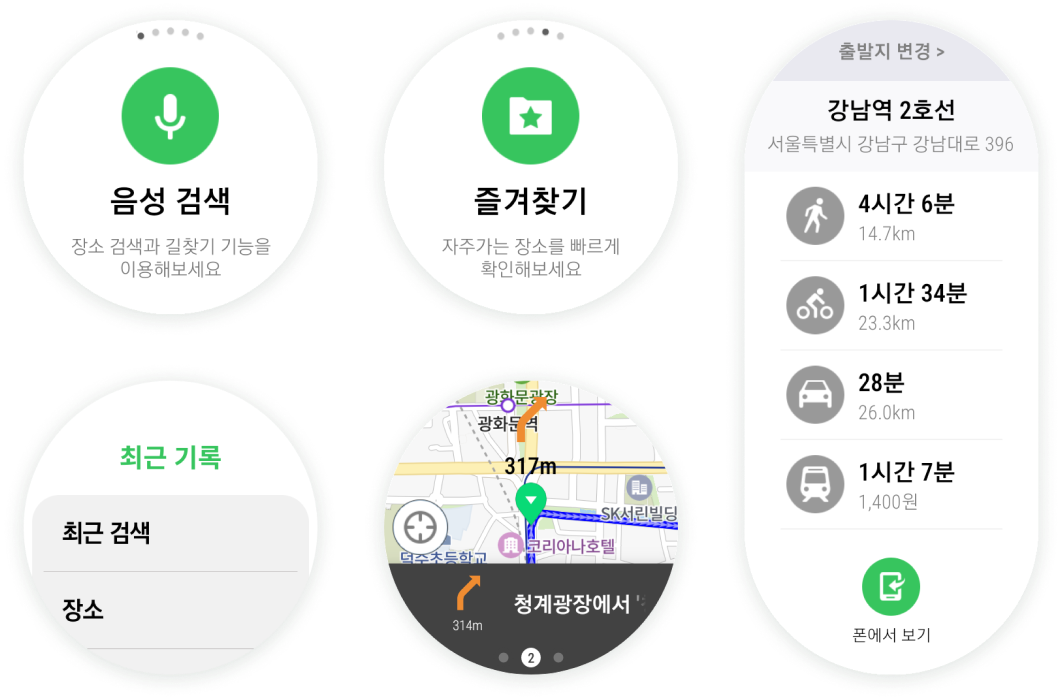 음성 검색
장소 검색과 길찾기 기능을
이용해보세요
즐겨찾기
자주가는 장소를 빠르게
확인해보세요
출발지 변경 >
강남역 2호선
서울특별시 강남구 강남대로 396
4시간 6분
14.7km
1시간 34분
23.3km
28분
26.0km
1시간 7분
1,400원
폰에서 보기
최근 기록
최근 검색
장소
광화문광장
광화문역
317m
SK서린빌딩
코리아나호텔
덕수초등학교
청계광장에서
314m
2